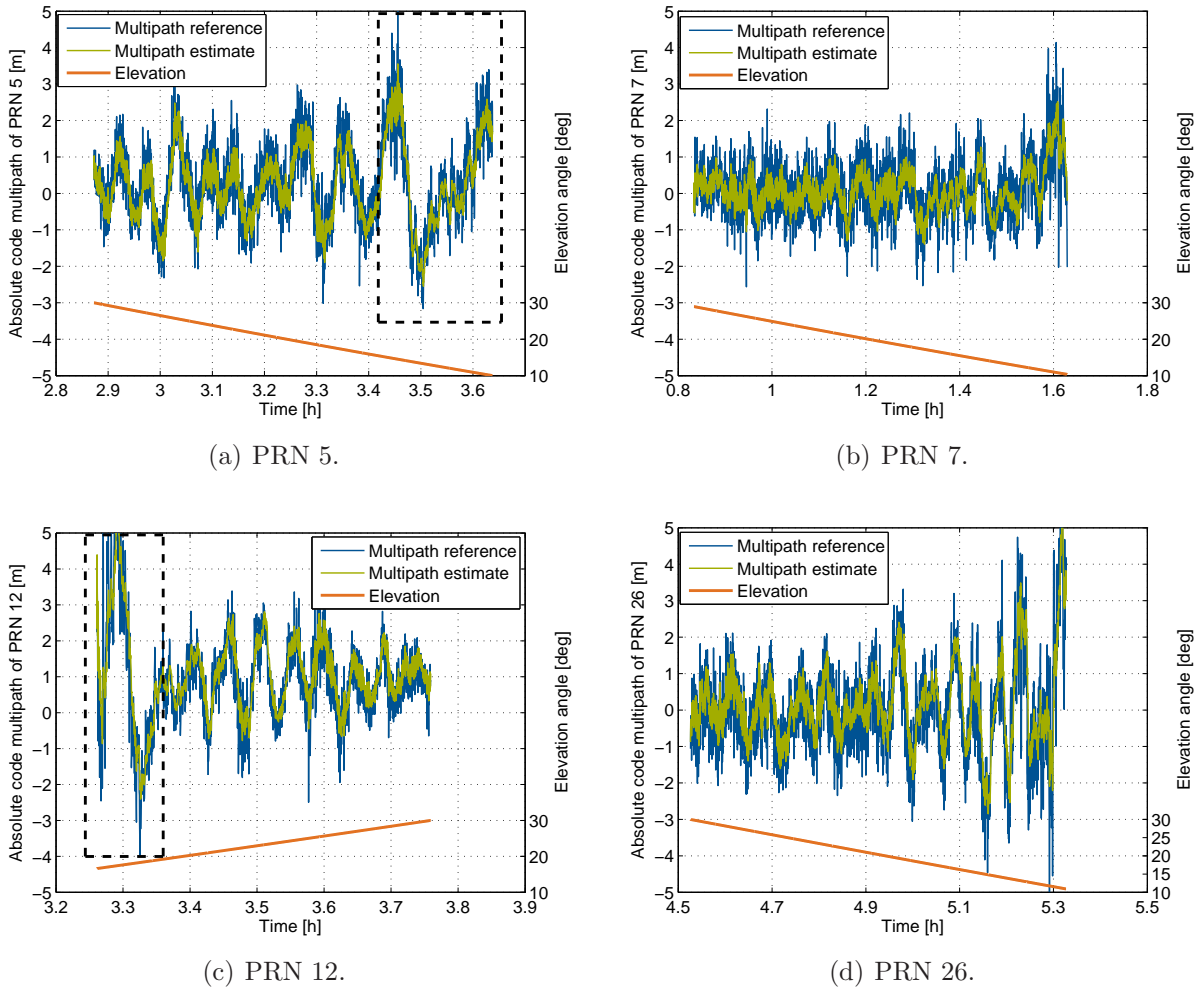 Absolute code multipath of PRN 5 [m]
5
4
3
2
1
0
−1
−2
−3
−4
−5
Multipath reference
Multipath estimate
Elevation
Elevation angle [deg]
30
20
10
2.8 2.9 3 3.1 3.2 3.3 3.4 3.5 3.6
Time [h]
(a) PRN 5.
Absolute code multipath of PRN 7 [m]
5
4
3
2
1
0
−1
−2
−3
−4
−5
Multipath reference
Multipath estimate
Elevation
Elevation angle [deg]
30
20
10
0.8 1 1.2 1.4 1.6 1.8
Time [h]
(b) PRN 7.
Absolute code multipath of PRN 12 [m]
5
4
3
2
1
0
−1
−2
−3
−4
−5
Multipath reference
Multipath estimate
Elevation
Elevation angle [deg]
30
20
10
3.2 3.3 3.4 3.5 3.6 3.7 3.8 3.9
Time [h]
(c) PRN 12.
Absolute code multipath of PRN 26 [m]
5
4
3
2
1
0
−1
−2
−3
−4
−5
Multipath reference
Multipath estimate
Elevation
Elevation angle [deg]
30
25
20
15
10
4.5 4.7 4.9 5.1 5.3 5.5
Time [h]
(d) PRN 26.